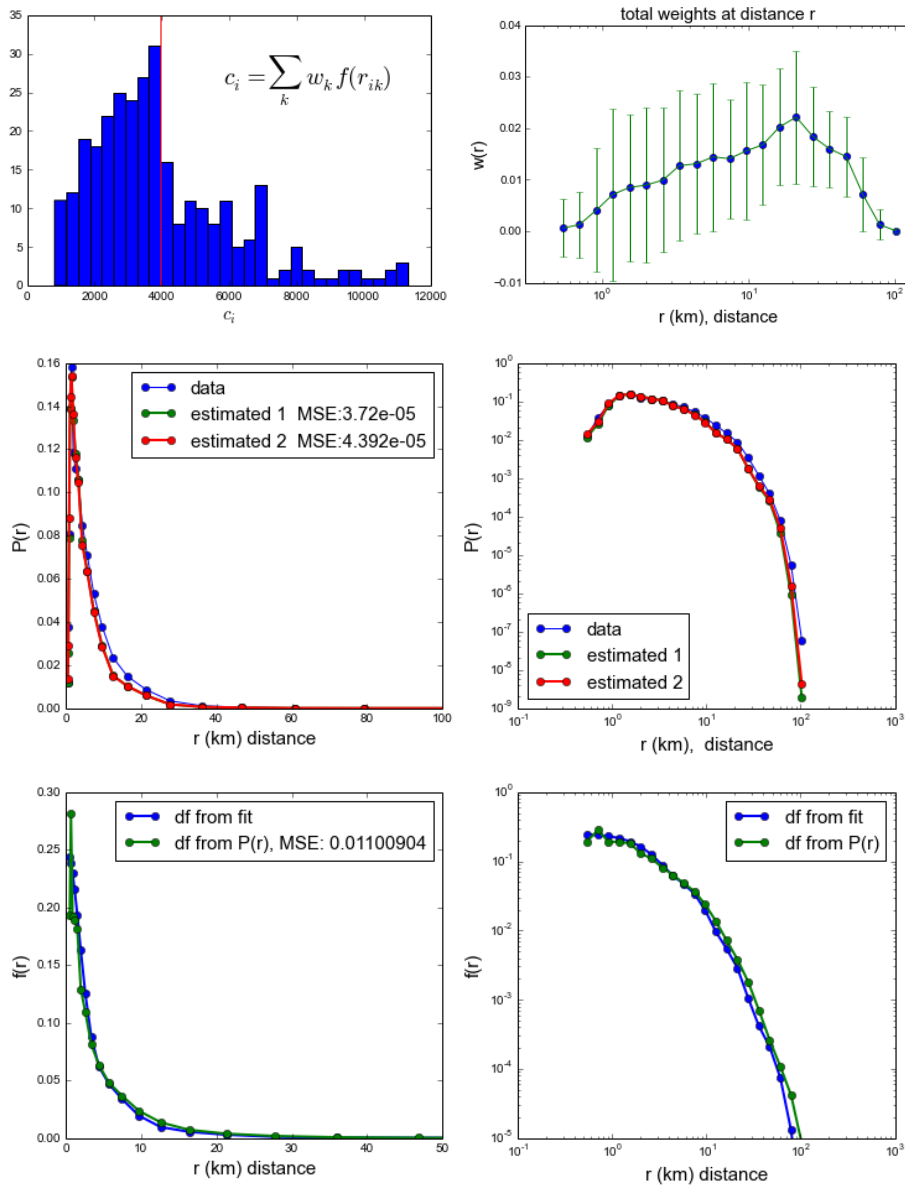 35
30
25
20
15
10
5
0
0 2000 4000 6000 8000 10000 12000
c_i
c_i = \sum_k w_k f(r_{ik})
total weights at distance r
0.04
0.03
0.02
0.01
0.00
−0.01
w(r)
10^0 10^1 10^2
r (km), distance
0.16
0.14
0.12
0.10
0.08
0.06
0.04
0.02
0.00
P(r)
data
estimated 1 MSE:3.72e-05
estimated 2 MSE:4.392e-05
0 20 40 60 80 100
r (km) distance
10^0
10^-1
10^-2
10^-3
10^-4
10^-5
10^-6
10^-7
10^-8
10^-9
P(r)
data
estimated 1
estimated 2
10^-1 10^0 10^1 10^2 10^3
r (km), distance
0.30
0.25
0.20
0.15
0.10
0.05
0.00
f(r)
df from fit
df from P(r), MSE: 0.01100904
0 10 20 30 40 50
r (km) distance
10^0
10^-1
10^-2
10^-3
10^-4
10^-5
f(r)
df from fit
df from P(r)
10^-1 10^0 10^1 10^2 10^3
r (km), distance